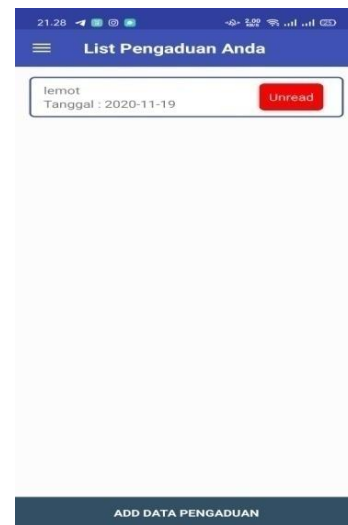 21.28
List Pengaduan Anda
lemot
Tanggal : 2020-11-19
Unread
ADD DATA PENGADUAN